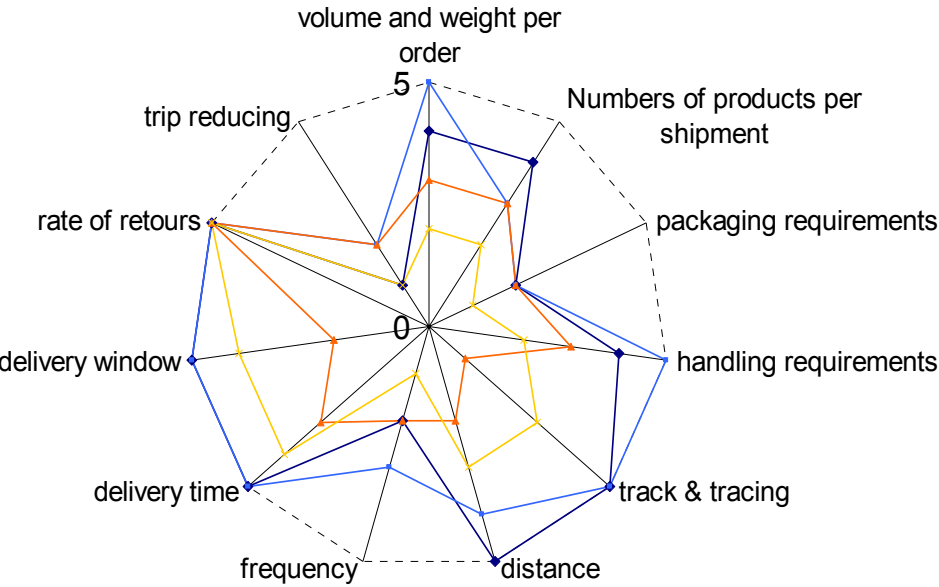 volume and weight per
order
5
Numbers of products per
shipment
trip reducing
rate of retours
packaging requirements
0
delivery window
handling requirements
delivery time
track & tracing
frequency
distance